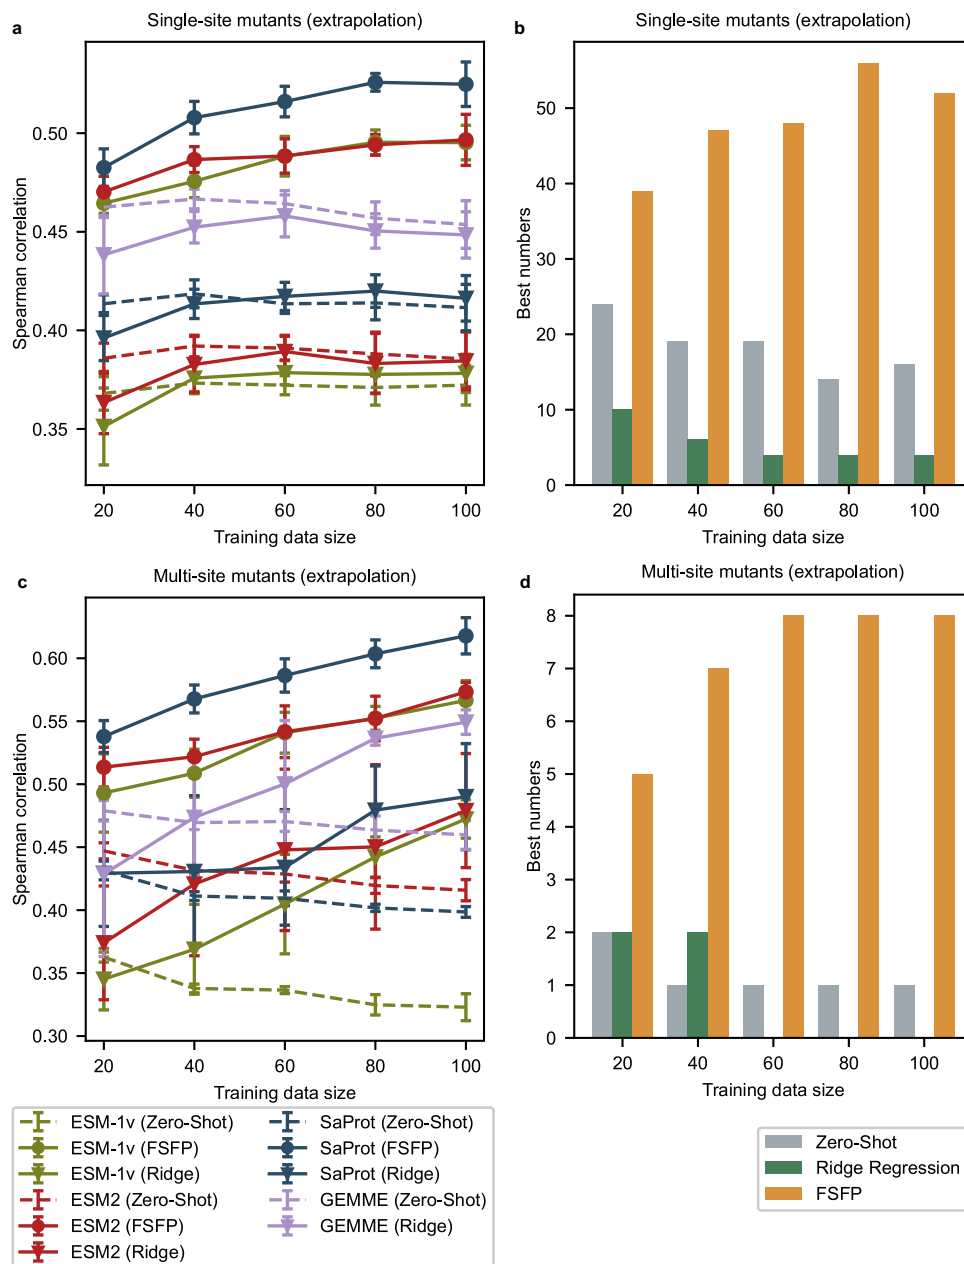 a
Single-site mutants (extrapolation)
0.50
0.45
0.40
0.35
Spearman correlation
20
40
60
80
100
Training data size
b
Single-site mutants (extrapolation)
50
40
30
20
10
0
Best numbers
20
40
60
80
100
Training data size
c
Multi-site mutants (extrapolation)
0.60
0.55
0.50
0.45
0.40
0.35
0.30
Spearman correlation
20
40
60
80
100
Training data size
d
Multi-site mutants (extrapolation)
8
7
6
5
4
3
2
1
0
Best numbers
20
40
60
80
100
Training data size
ESM-1v (Zero-Shot)
ESM-1v (FSFP)
ESM-1v (Ridge)
ESM2 (Zero-Shot)
ESM2 (FSFP)
ESM2 (Ridge)
SaProt (Zero-Shot)
SaProt (FSFP)
SaProt (Ridge)
GEMME (Zero-Shot)
GEMME (Ridge)
Zero-Shot
Ridge Regression
FSFP